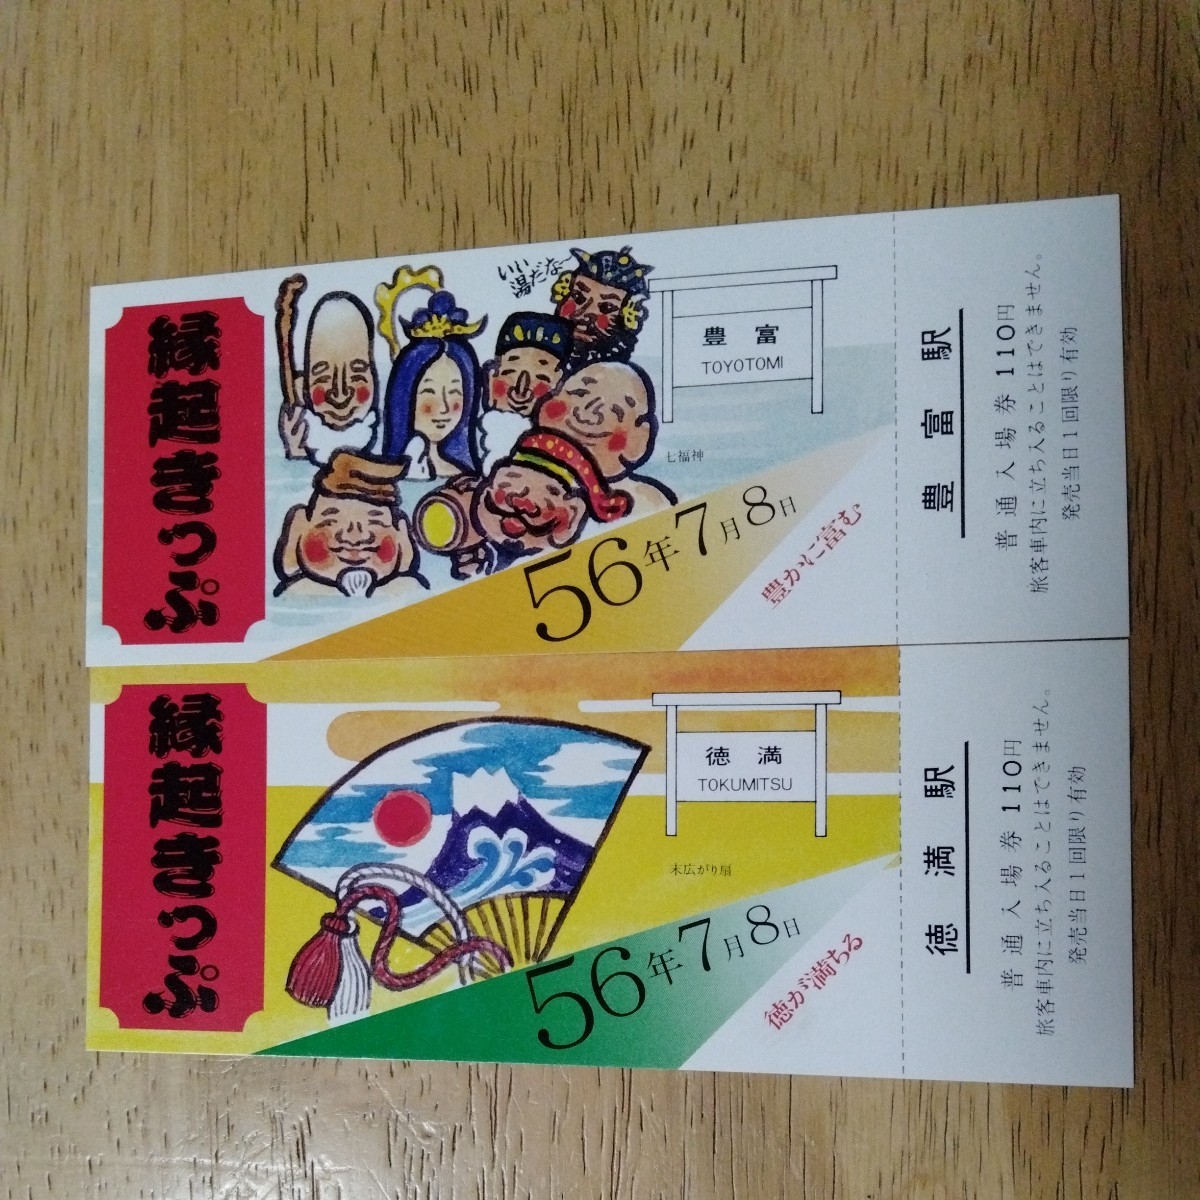 縁起きっぷ
いい
湯だな〜
豊富
TOYOTOMI
七福神
56年7月8日
豊かに富む
豊富駅
普通入場券 110円
旅客車内に立ち入ることはできません。
発売当日1回限り有効
縁起きっぷ
徳満
TOKUMITSU
末広がり扇
56年7月8日
徳が満ちる
徳満駅
普通入場券 110円
旅客車内に立ち入ることはできません。
発売当日1回限り有効